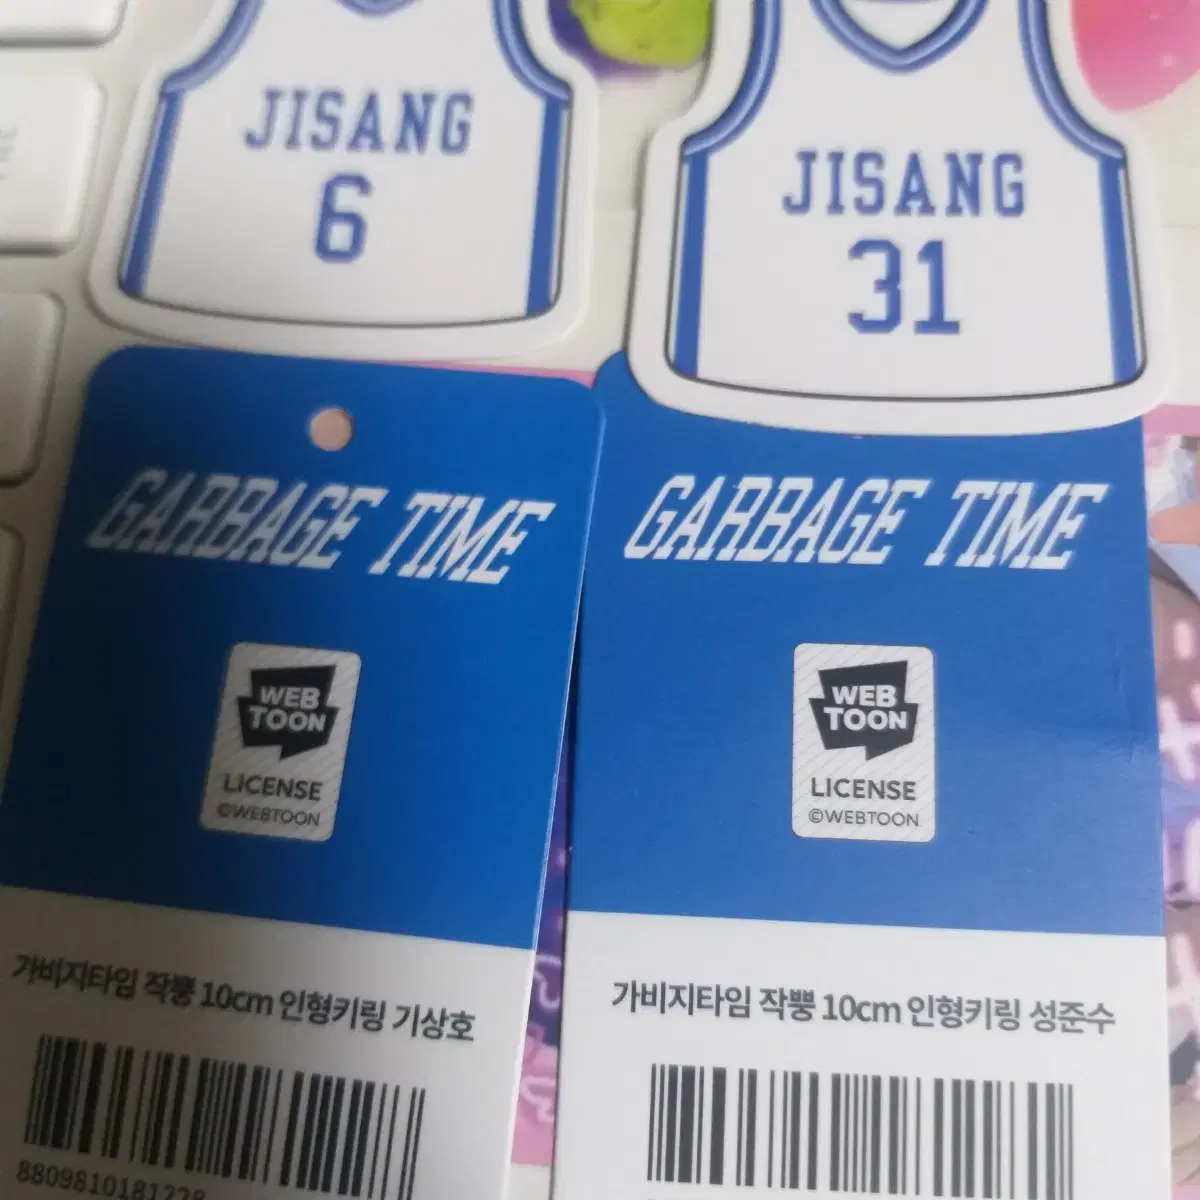 JISANG
6
JISANG
31
GARBAGE TIME
WEB
TOON
LICENSE
©WEBTOON
가비지타임 작뿡 10cm 인형키링 기상호
GARBAGE TIME
WEB
TOON
LICENSE
©WEBTOON
가비지타임 작뿡 10cm 인형키링 성준수